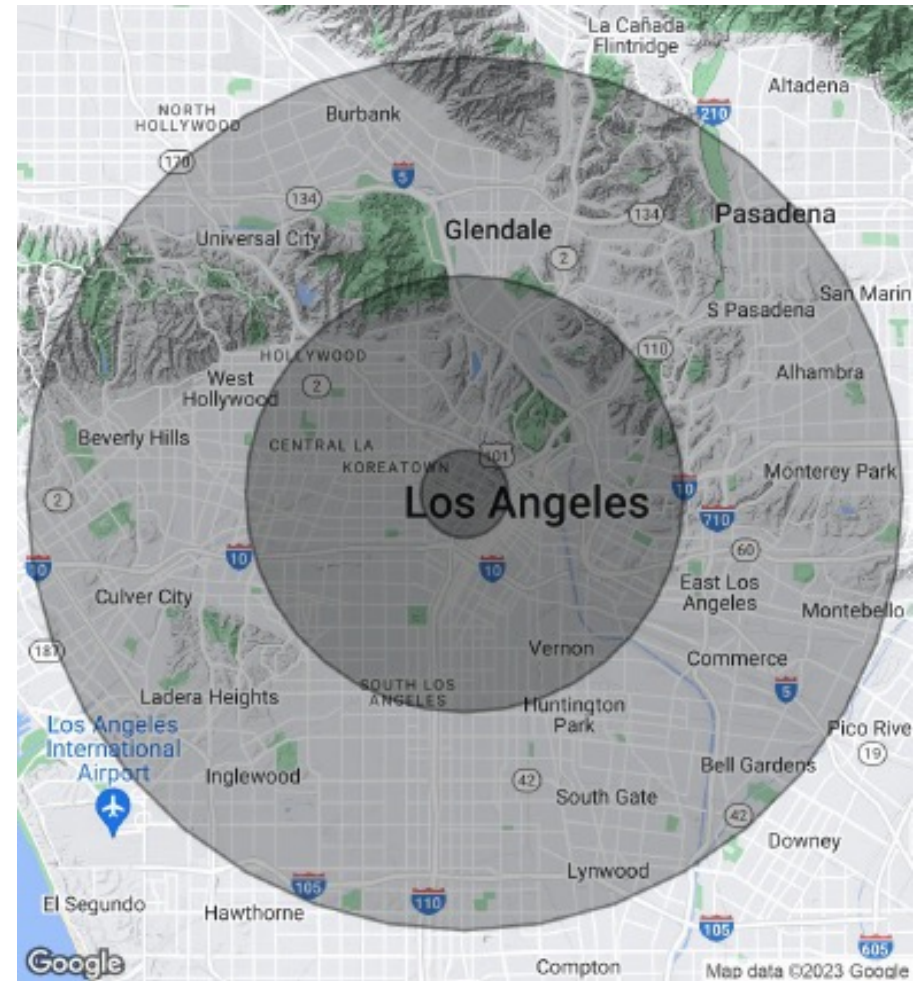 La Cañada
Flintridge
Altadena
NORTH
HOLLYWOOD
Burbank
210
170
5
134
134
Pasadena
Universal City
Glendale
2
San Marin
S Pasadena
110
HOLLYWOOD
West
Hollywood
2
Alhambra
Beverly Hills
CENTRAL LA
KOREATOWN
101
Monterey Park
2
Los Angeles
10
710
10
10
10
60
East Los
Angeles
Culver City
Montebello
187
Vernon
Commerce
SOUTH LOS
ANGELES
5
Ladera Heights
Huntington
Park
Los Angeles
International
Airport
Pico Rive
19
Inglewood
42
Bell Gardens
South Gate
42
Downey
Lynwood
105
110
El Segundo
Hawthorne
105
605
Google
Compton
Map data ©2023 Google